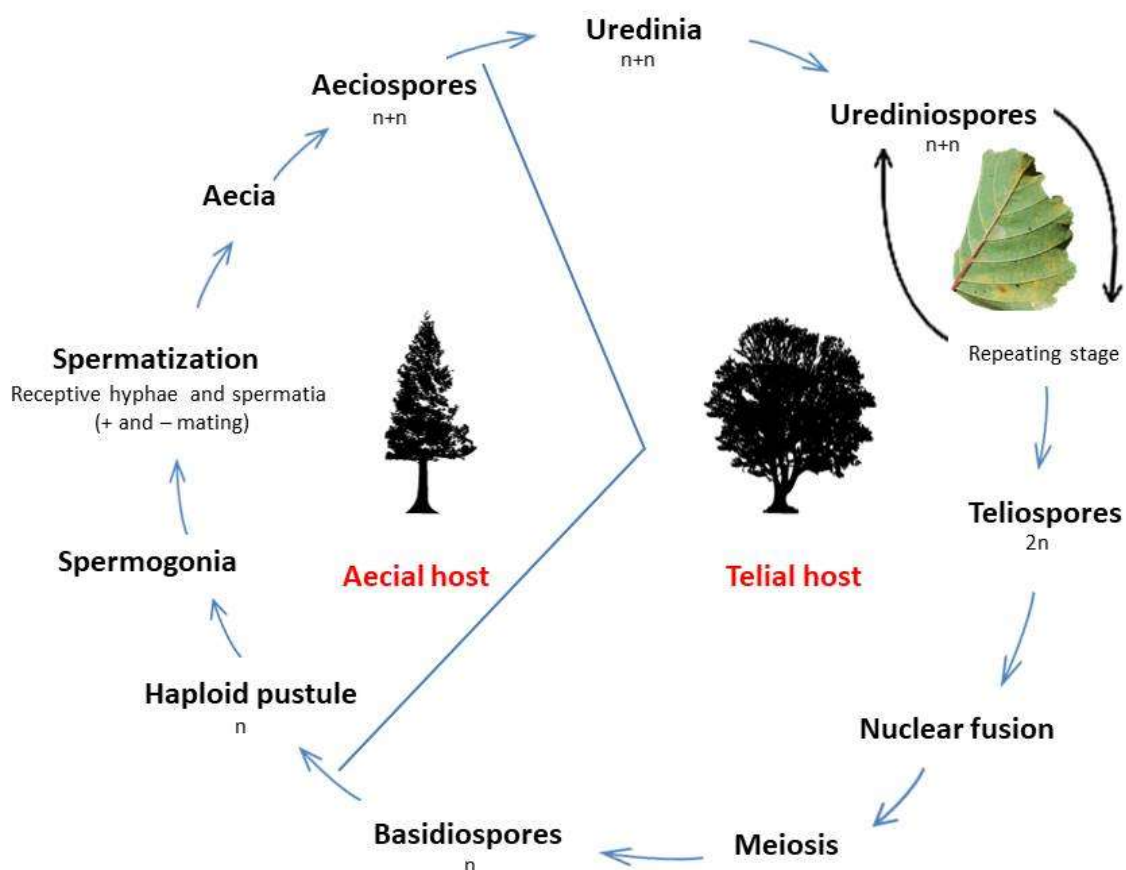 Uredinia
n+n
Aeciospores
n+n
Urediniospores
n+n
Aecia
Spermatization
Receptive hyphae and spermatia
(+ and – mating)
Repeating stage
Teliospores
2n
Spermogonia
Aecial host
Telial host
Haploid pustule
n
Nuclear fusion
Basidiospores
n
Meiosis